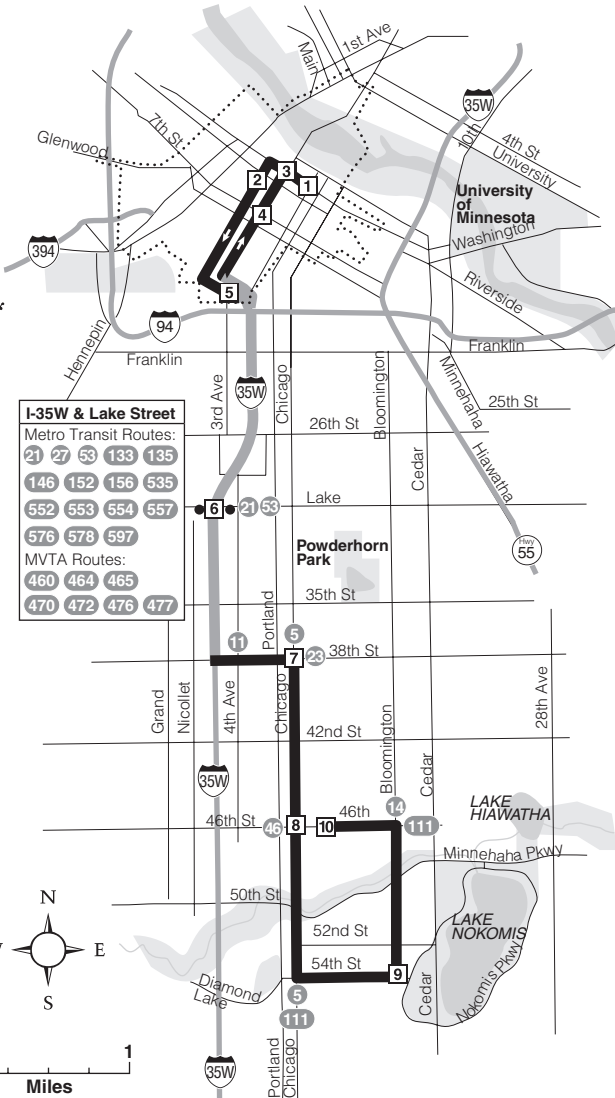 1st Ave
Main
35W
10th
4th St
University
7th St
Glenwood
University
of
Minnesota
Washington
Riverside
2
3
1
4
5
394
94
Hennepin
Franklin
Franklin
3rd Ave
35W
Chicago
Bloomington
Minnehaha
25th St
26th St
Cedar
Hiawatha
I-35W & Lake Street
Metro Transit Routes:
21 27 53 133 135
146 152 156 535
552 553 554 557
576 578 597
MVTA Routes:
460 464 465
470 472 476 477
6
21 53
Lake
Hwy
55
Powderhorn
Park
35th St
Portland
11
5
7
23
38th St
Grand
Nicollet
4th Ave
Chicago
28th Ave
42nd St
Bloomington
Cedar
35W
46th St
46
8
10
46th
14
111
LAKE
HIAWATHA
Minnehaha Pkwy
50th St
52nd St
LAKE
NOKOMIS
54th St
9
Diamond
Lake
5
111
Cedar
Nokomis Pkwy
Portland
Chicago
35W
N
E
S
1
Miles